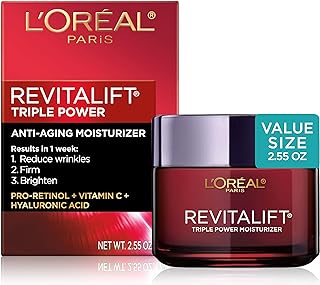 L'ORÉAL
PARIS
REVITALIFT®
TRIPLE POWER
ANTI-AGING MOISTURIZER
Results in 1 week:
1. Reduce wrinkles
2. Firm
3. Brighten
PRO-RETINOL + VITAMIN C +
HYALURONIC ACID
NET WT. 2.55 O
VALUE
SIZE
2.55 OZ
L'ORÉAL
PARIS
REVITALIFT®
TRIPLE POWER MOISTURIZER